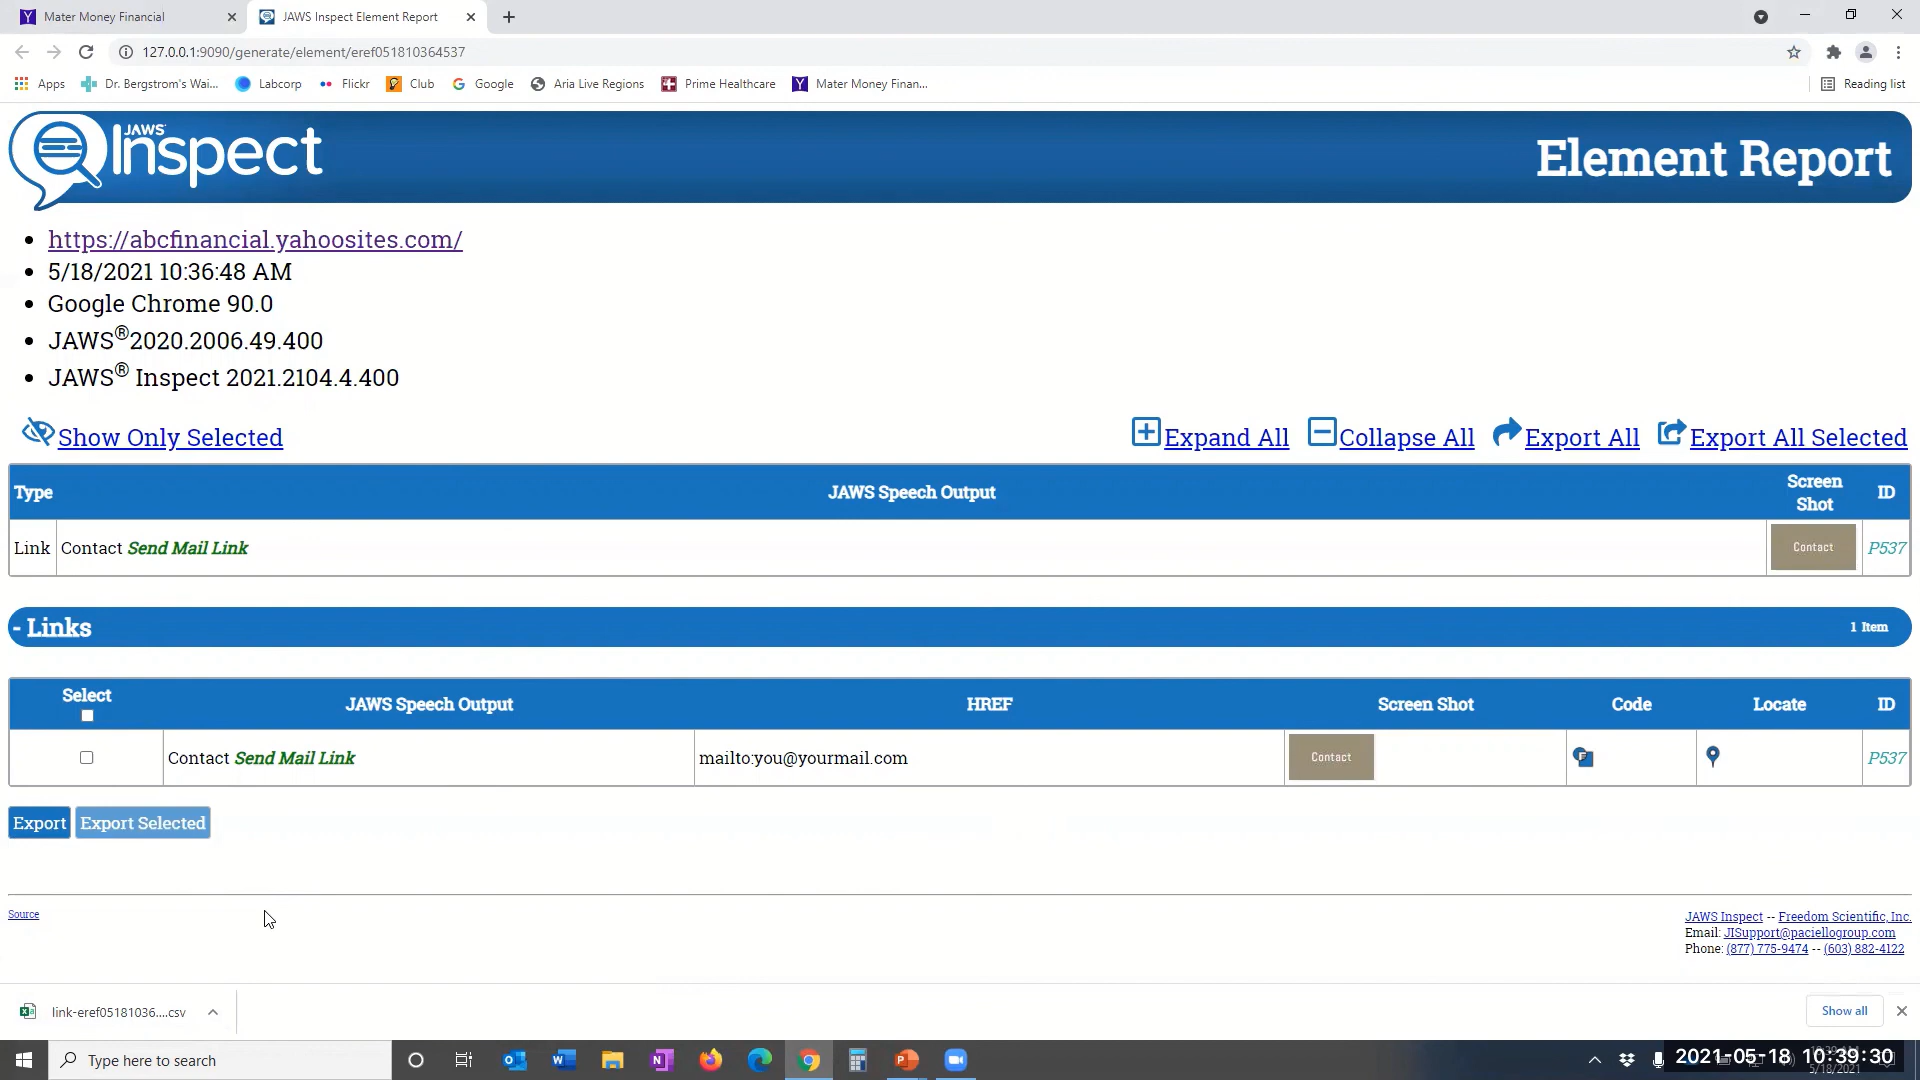 Mater Money Financial
JAWS Inspect Element Report
127.0.0.1:9090/generate/element/eref051810364537
Apps
Dr. Bergstrom's Wai...
Labcorp
Flickr
Club
Google
Aria Live Regions
Prime Healthcare
Mater Money Finan...
Reading list
JAWS®
Inspect
Element Report
https://abcfinancial.yahoosites.com/
5/18/2021 10:36:48 AM
Google Chrome 90.0
JAWS®2020.2006.49.400
JAWS® Inspect 2021.2104.4.400
Show Only Selected
Expand All
Collapse All
Export All
Export All Selected
Type
JAWS Speech Output
Screen
Shot
ID
Link
Contact Send Mail Link
Contact
P537
- Links
1 Item
Select
JAWS Speech Output
HREF
Screen Shot
Code
Locate
ID
Contact Send Mail Link
mailto:you@yourmail.com
Contact
P537
Export
Export Selected
Source
JAWS Inspect -- Freedom Scientific, Inc.
Email: JISupport@paciellogroup.com
Phone: (877) 775-9474 -- (603) 882-4122
link-eref05181036....csv
Show all
Type here to search
2021-05-18 10:39:30
5/18/2021